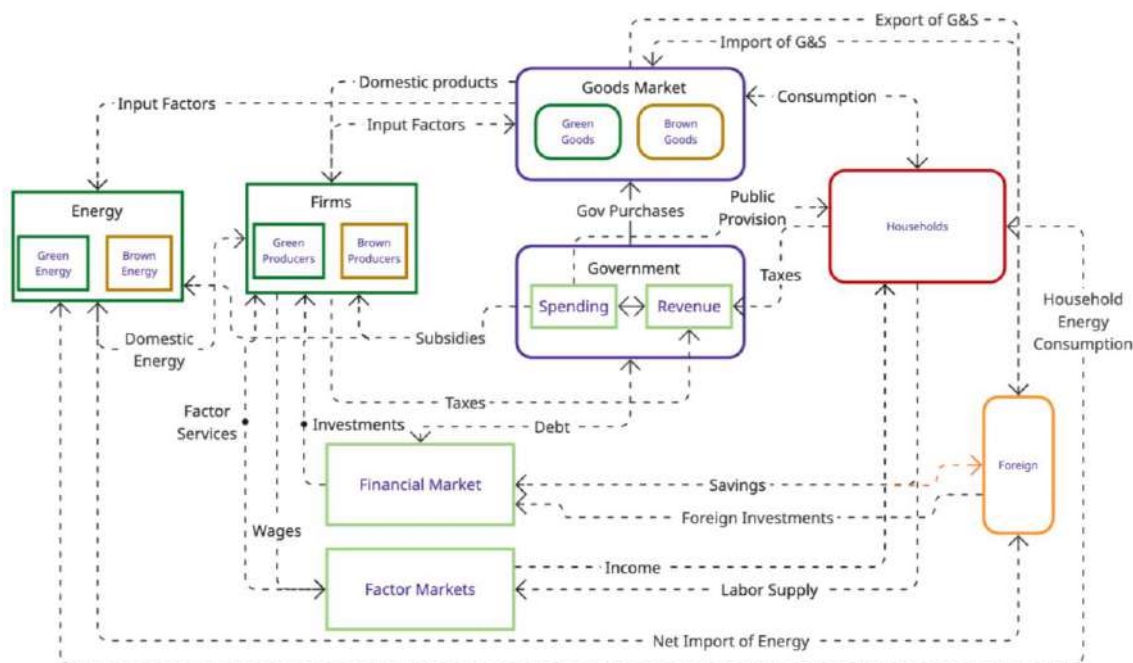 Export of G&S
Import of G&S
Domestic products
Goods Market
Input Factors
Consumption
Input Factors
Green
Goods
Brown
Goods
Energy
Firms
Public
Provision
Gov Purchases
Households
Green
Energy
Brown
Energy
Green
Producers
Brown
Producers
Government
Taxes
Spending
Revenue
Household
Energy
Consumption
Domestic
Energy
Subsidies
Taxes
Factor
Services
Investments
Debt
Foreign
Financial Market
Savings
Foreign Investments
Wages
Income
Factor Markets
Labor Supply
Net Import of Energy